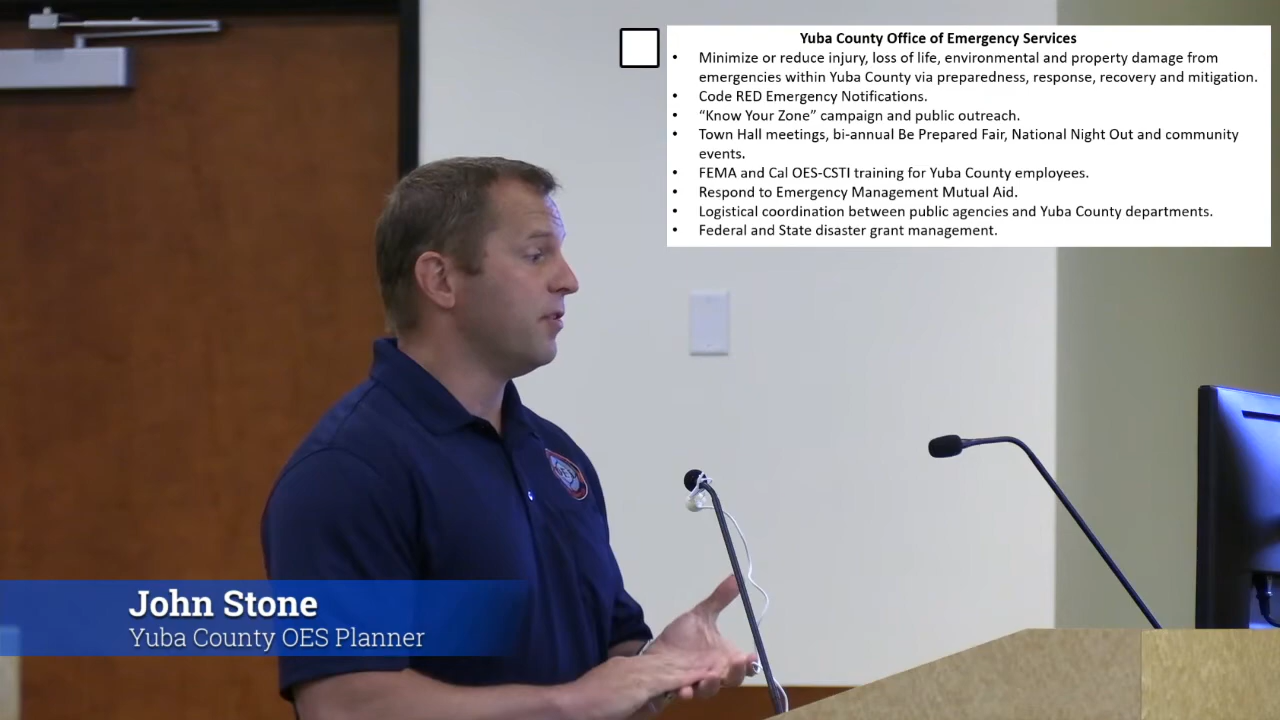 Yuba County Office of Emergency Services
• Minimize or reduce injury, loss of life, environmental and property damage from
emergencies within Yuba County via preparedness, response, recovery and mitigation.
• Code RED Emergency Notifications.
• “Know Your Zone” campaign and public outreach.
• Town Hall meetings, bi-annual Be Prepared Fair, National Night Out and community
events.
• FEMA and Cal OES-CSTI training for Yuba County employees.
• Respond to Emergency Management Mutual Aid.
• Logistical coordination between public agencies and Yuba County departments.
• Federal and State disaster grant management.
John Stone
Yuba County OES Planner